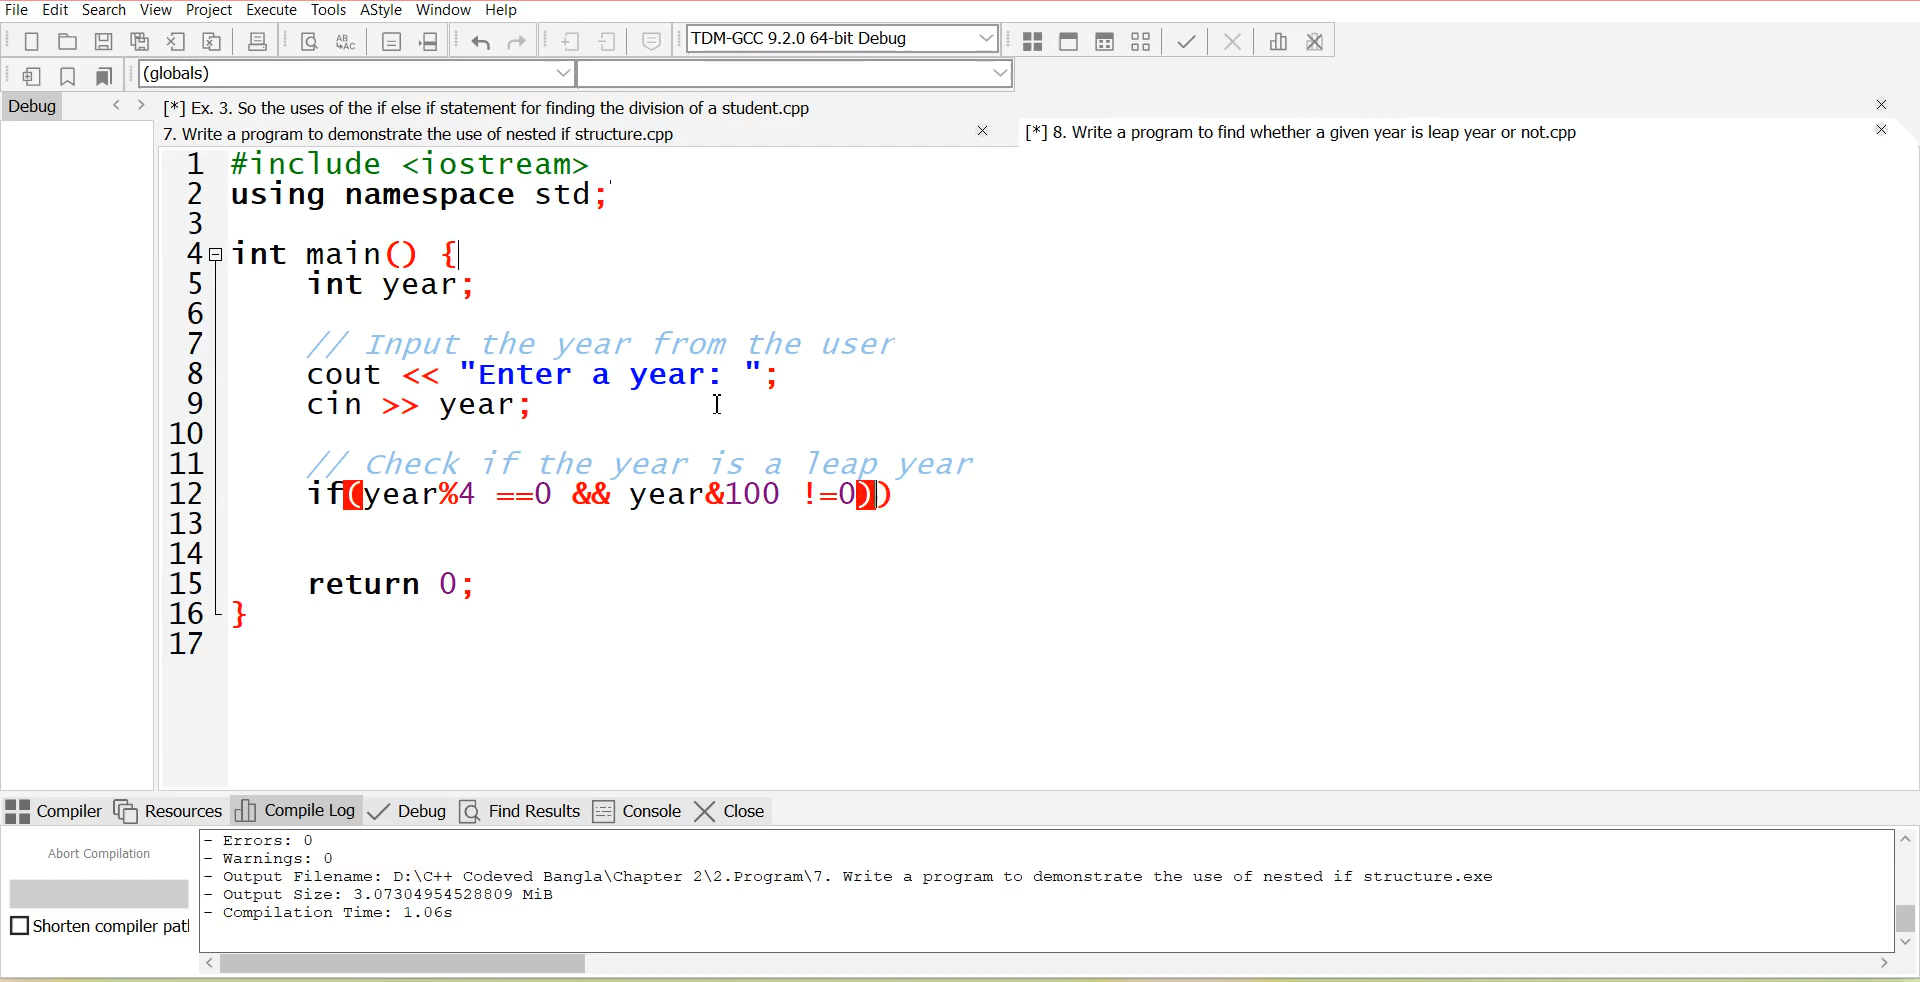 File Edit Search View Project Execute Tools AStyle Window Help
TDM-GCC 9.2.0 64-bit Debug
(globals)
Debug
[*] Ex. 3. So the uses of the if else if statement for finding the division of a student.cpp
7. Write a program to demonstrate the use of nested if structure.cpp
[*] 8. Write a program to find whether a given year is leap year or not.cpp
1 #include <iostream>
2 using namespace std;
3
4 int main() {
5 int year;
6
7 // Input the year from the user
8 cout << "Enter a year: ";
9 cin >> year;
10
11 // Check if the year is a leap year
12 if(year%4 ==0 && year&100 !=0))
13
14
15 return 0;
16 }
17
Compiler Resources Compile Log Debug Find Results Console Close
Abort Compilation
Shorten compiler pat
- Errors: 0
- Warnings: 0
- Output Filename: D:\C++ Codeved Bangla\Chapter 2\2.Program\7. Write a program to demonstrate the use of nested if structure.exe
- Output Size: 3.07304954528809 MiB
- Compilation Time: 1.06s